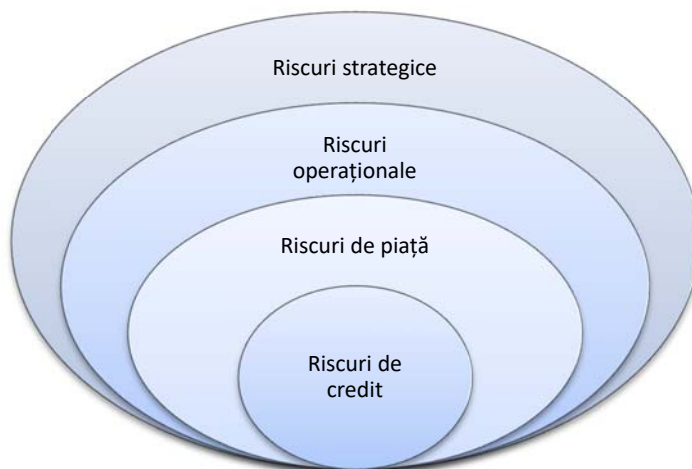 Riscuri strategice
Riscuri
operaționale
Riscuri de piață
Riscuri de
credit